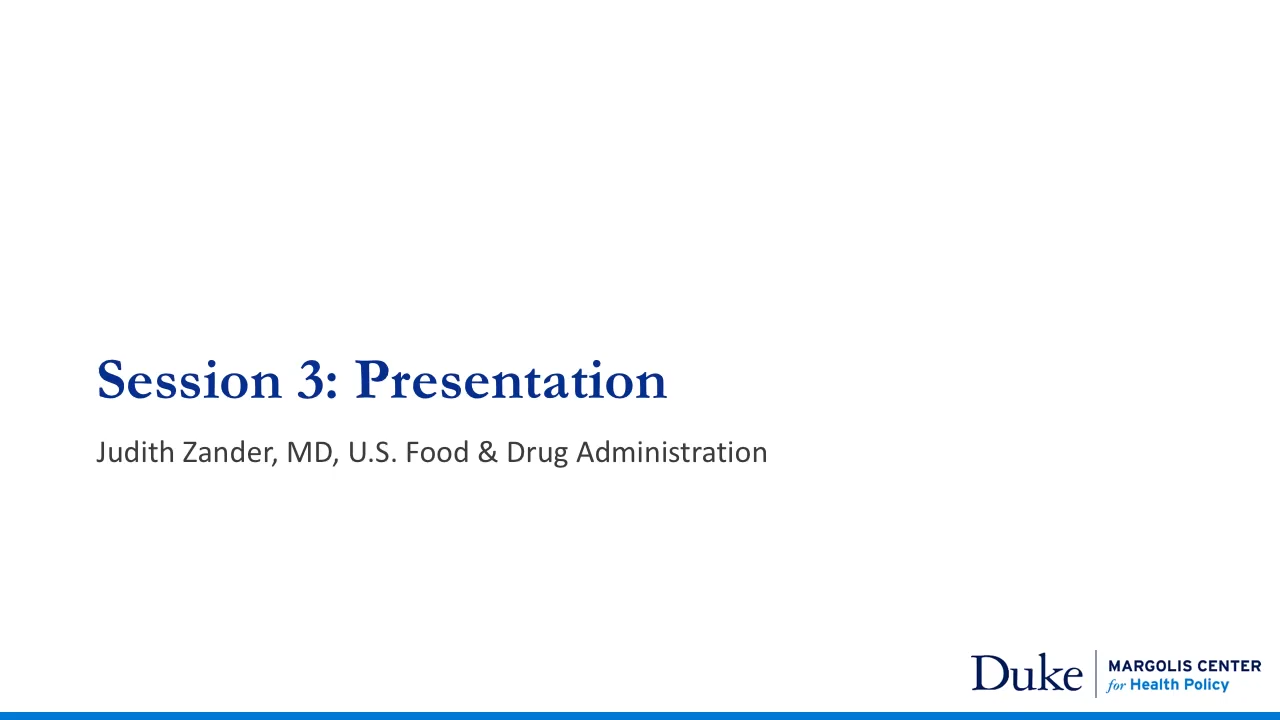 Session 3: Presentation
Judith Zander, MD, U.S. Food & Drug Administration
Duke
MARGOLIS CENTER
for Health Policy